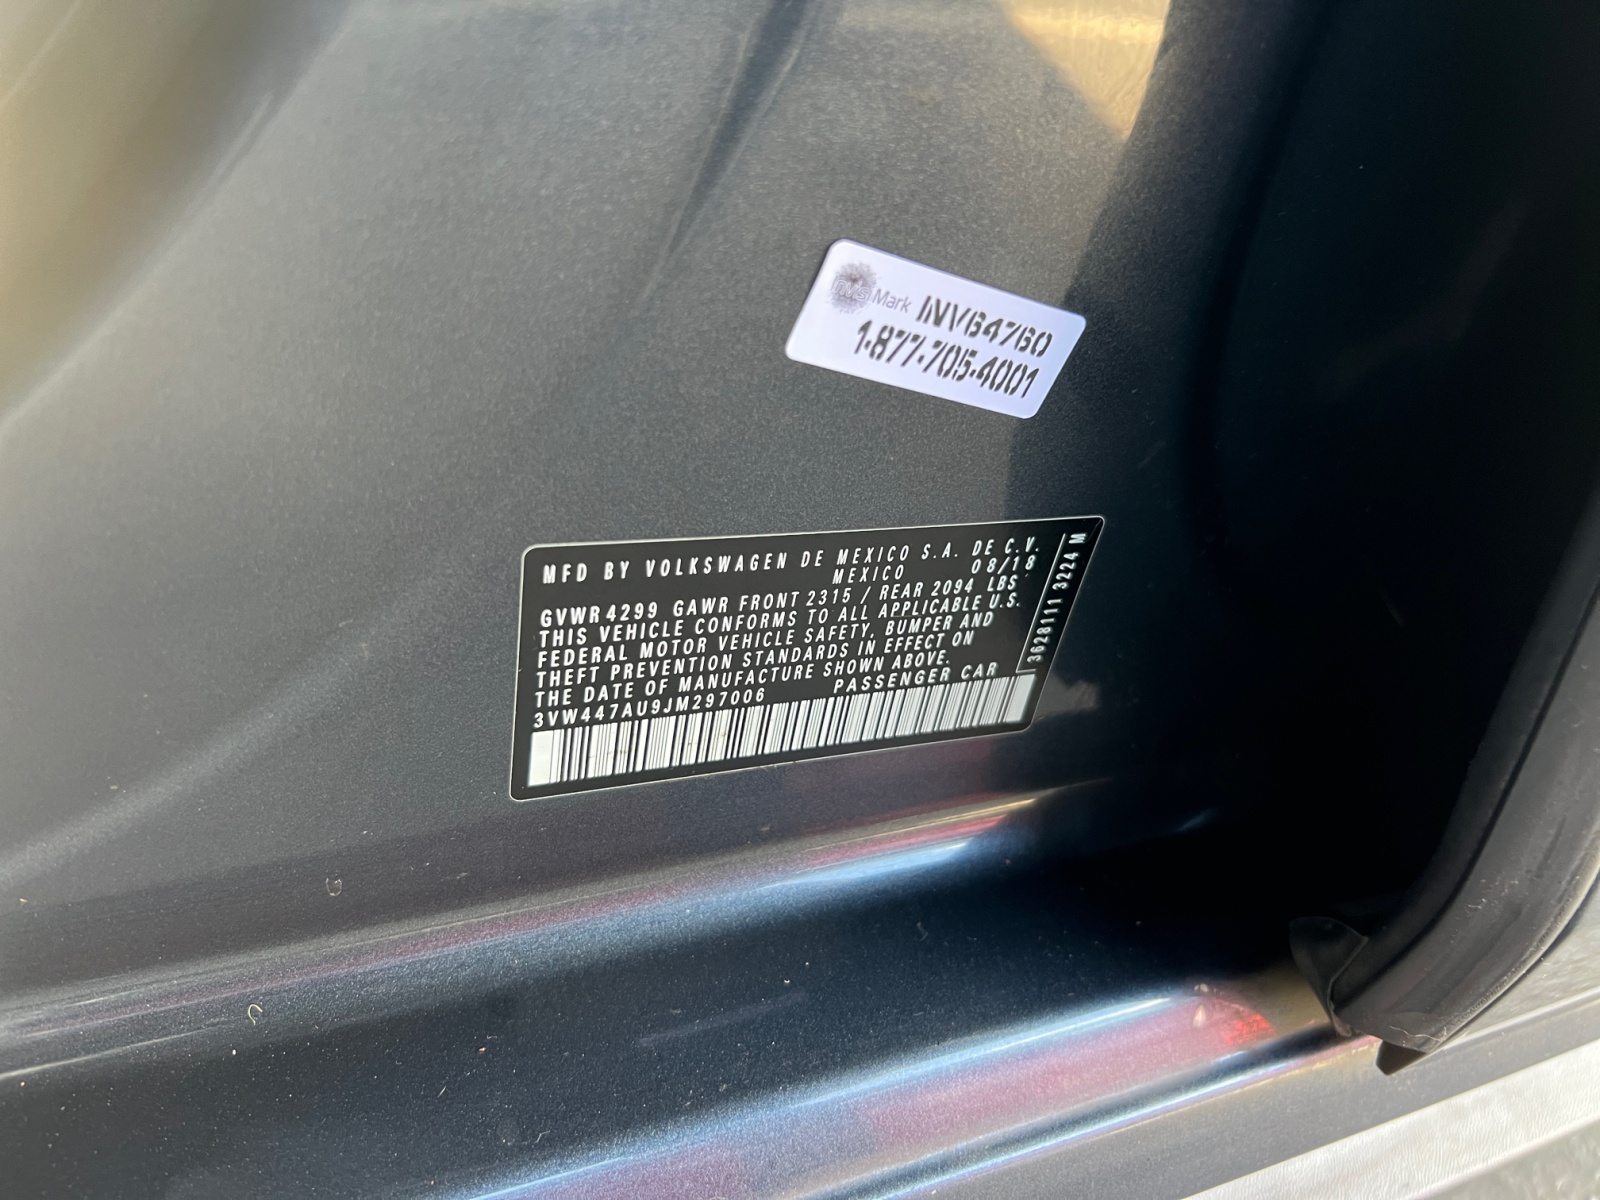 Mark INV64760
1-877-705-4001
MFD BY VOLKSWAGEN DE MEXICO S.A. DE C.V.
MEXICO 08/18
GVWR 4299 GAWR FRONT 2315 / REAR 2094 LBS
THIS VEHICLE CONFORMS TO ALL APPLICABLE U.S.
FEDERAL MOTOR VEHICLE SAFETY, BUMPER AND
THEFT PREVENTION STANDARDS IN EFFECT ON
THE DATE OF MANUFACTURE SHOWN ABOVE.
3VW447AU9JM297006 PASSENGER CAR
3628111 3224 M